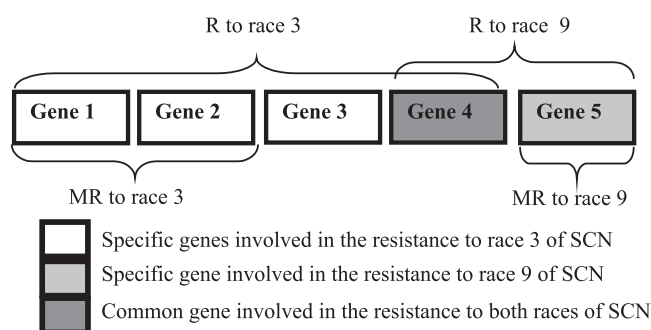 R to race 3
R to race 9
Gene 1
Gene 2
Gene 3
Gene 4
Gene 5
MR to race 3
MR to race 9
Specific genes involved in the resistance to race 3 of SCN
Specific gene involved in the resistance to race 9 of SCN
Common gene involved in the resistance to both races of SCN